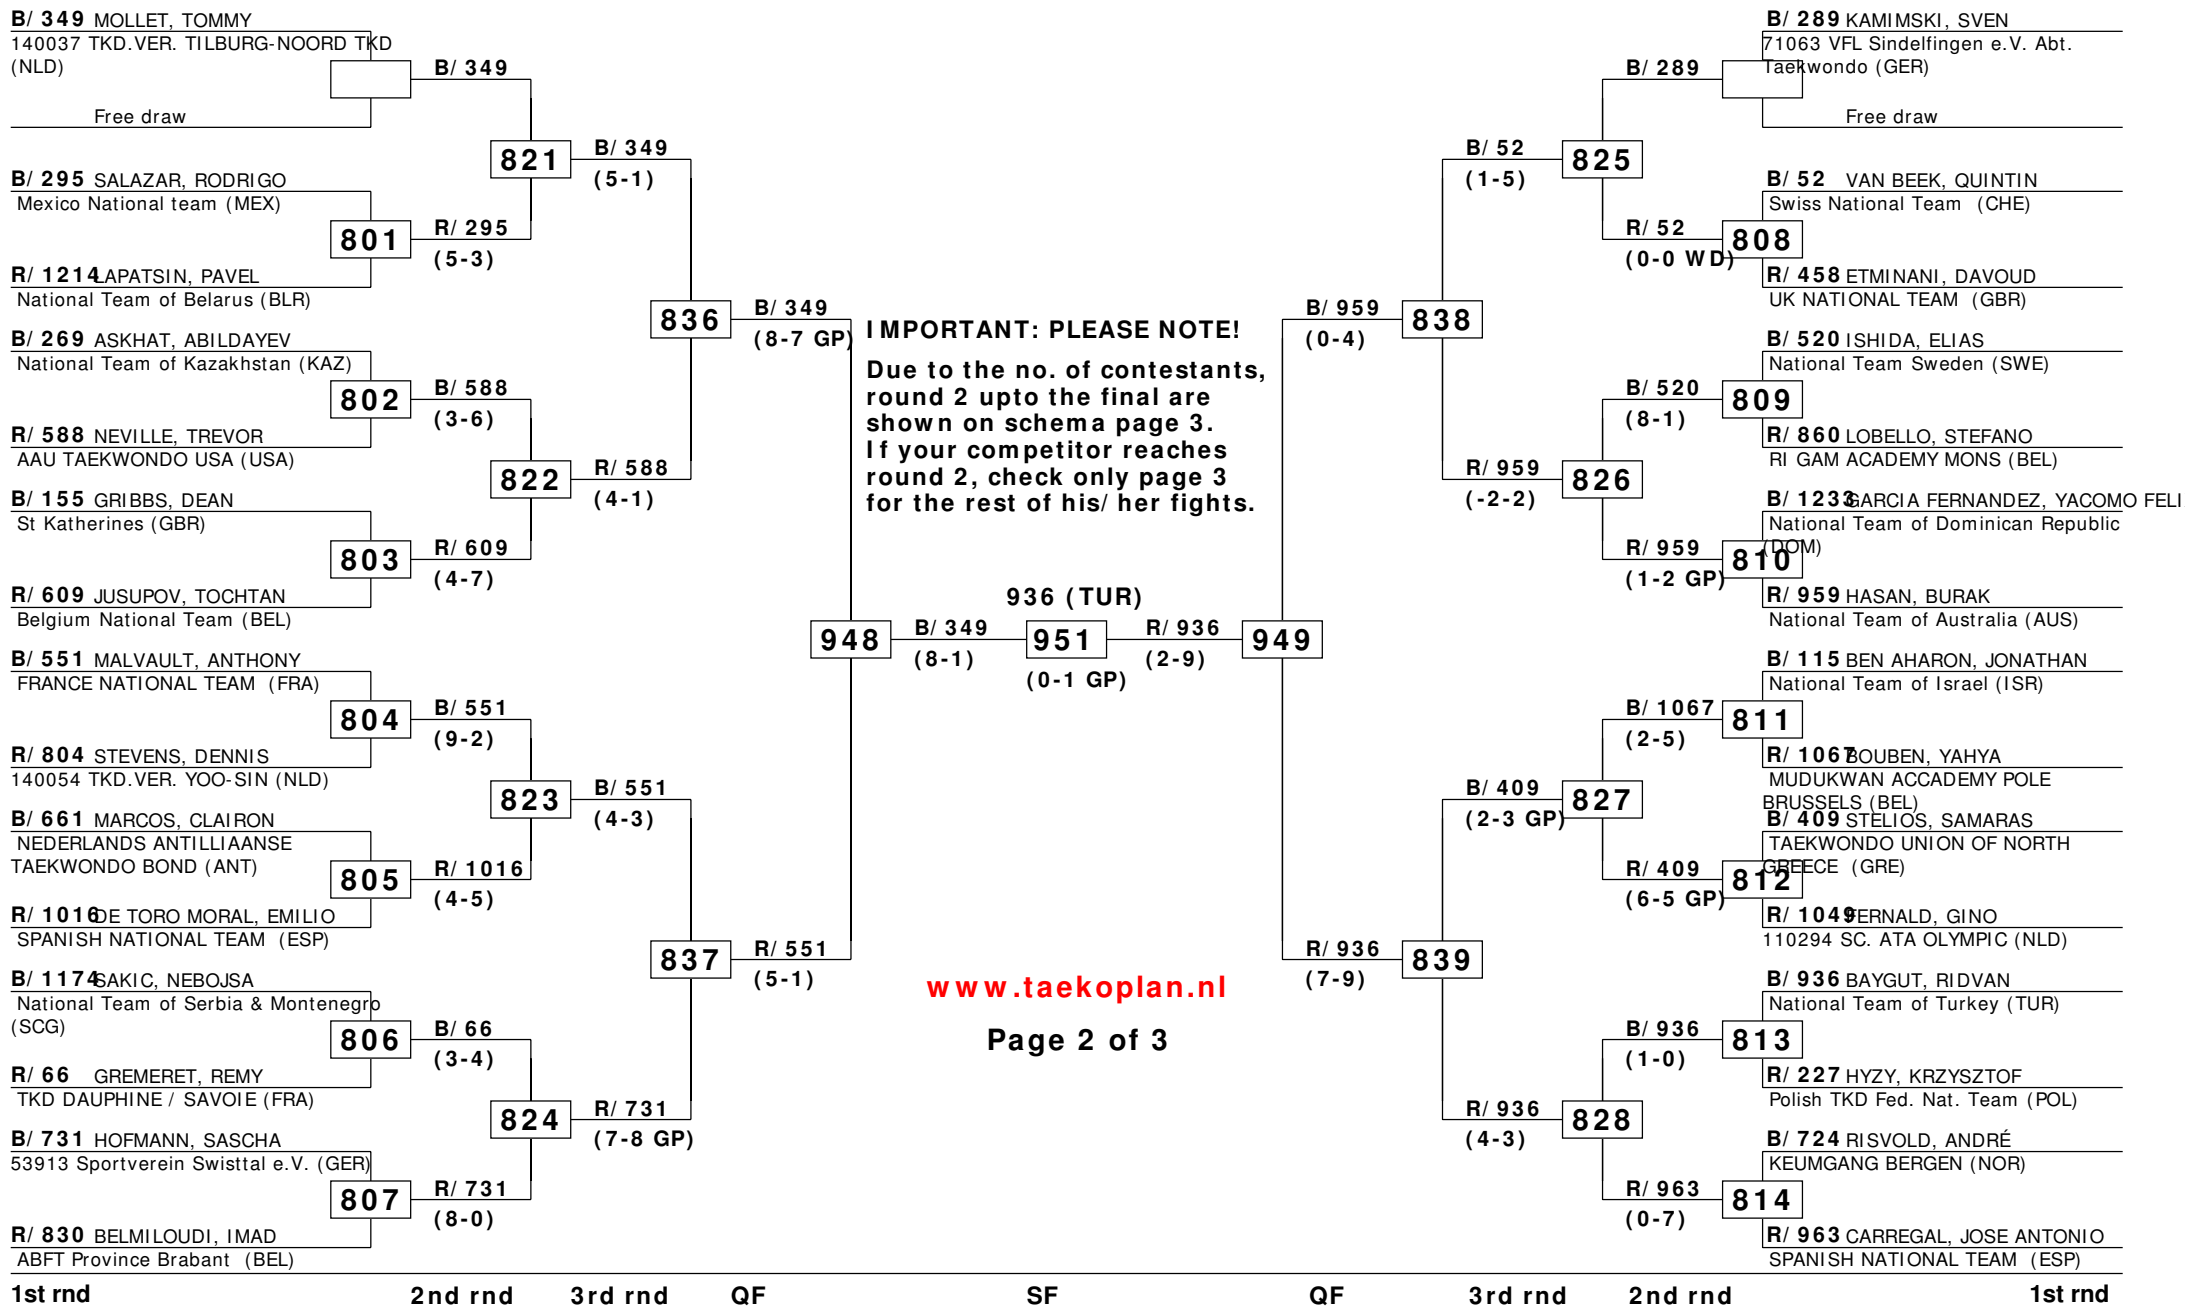 B/ 349 MOLLET, TOMMY
140037 TKD.VER. TILBURG-NOORD TKD
(NLD)
Free draw
B/ 295 SALAZAR, RODRIGO
Mexico National team (MEX)
R/ 1214 LAPATSIN, PAVEL
National Team of Belarus (BLR)
B/ 269 ASKHAT, ABILDAYEV
National Team of Kazakhstan (KAZ)
R/ 588 NEVILLE, TREVOR
AAU TAEKWONDO USA (USA)
B/ 155 GRIBBS, DEAN
St Katherines (GBR)
R/ 609 JUSUPOV, TOCHTAN
Belgium National Team (BEL)
B/ 551 MALVAULT, ANTHONY
FRANCE NATIONAL TEAM (FRA)
R/ 804 STEVENS, DENNIS
140054 TKD.VER. YOO-SIN (NLD)
B/ 661 MARCOS, CLAIRON
NEDERLANDS ANTILLIAANSE
TAEKWONDO BOND (ANT)
R/ 1016 DE TORO MORAL, EMILIO
SPANISH NATIONAL TEAM (ESP)
B/ 1174 SAKIC, NEBOJSA
National Team of Serbia & Montenegro
(SCG)
R/ 66 GREMERET, REMY
TKD DAUPHINE / SAVOIE (FRA)
B/ 731 HOFMANN, SASCHA
53913 Sportverein Swisttal e.V. (GER)
R/ 830 BELMILOUDI, IMAD
ABFT Province Brabant (BEL)
801
802
803
804
805
806
807
B/ 349
R/ 295
(5-3)
B/ 588
(3-6)
R/ 609
(4-7)
B/ 551
(9-2)
R/ 1016
(4-5)
B/ 66
(3-4)
R/ 731
(8-0)
821
822
823
824
B/ 349
(5-1)
R/ 588
(4-1)
B/ 551
(4-3)
R/ 731
(7-8 GP)
836
837
B/ 349
(8-7 GP)
R/ 551
(5-1)
948
B/ 349
(8-1)
IMPORTANT: PLEASE NOTE!
Due to the no. of contestants,
round 2 upto the final are
shown on schema page 3.
If your competitor reaches
round 2, check only page 3
for the rest of his/ her fights.
936 (TUR)
951
(0-1 GP)
www.taekoplan.nl
Page 2 of 3
R/ 936
(2-9)
949
B/ 959
(0-4)
R/ 936
(7-9)
838
839
B/ 52
(1-5)
R/ 959
(-2-2)
B/ 409
(2-3 GP)
R/ 936
(4-3)
825
826
827
828
B/ 289
R/ 52
(0-0 WD)
B/ 520
(8-1)
R/ 959
(1-2 GP)
B/ 1067
(2-5)
R/ 409
(6-5 GP)
B/ 936
(1-0)
R/ 963
(0-7)
808
809
810
811
812
813
814
B/ 289 KAMIMSKI, SVEN
71063 VFL Sindelfingen e.V. Abt.
Taekwondo (GER)
Free draw
B/ 52 VAN BEEK, QUINTIN
Swiss National Team (CHE)
R/ 458 ETMINANI, DAVOUD
UK NATIONAL TEAM (GBR)
B/ 520 ISHIDA, ELIAS
National Team Sweden (SWE)
R/ 860 LOBELLO, STEFANO
RI GAM ACADEMY MONS (BEL)
B/ 1233 GARCIA FERNANDEZ, YACOMO FELI
National Team of Dominican Republic
(DOM)
R/ 959 HASAN, BURAK
National Team of Australia (AUS)
B/ 115 BEN AHARON, JONATHAN
National Team of Israel (ISR)
R/ 1067 BOUBEN, YAHYA
MUDUKWAN ACCADEMY POLE
BRUSSELS (BEL)
B/ 409 STELIOS, SAMARAS
TAEKWONDO UNION OF NORTH
GREECE (GRE)
R/ 1049 FERNALD, GINO
110294 SC. ATA OLYMPIC (NLD)
B/ 936 BAYGUT, RIDVAN
National Team of Turkey (TUR)
R/ 227 HYZY, KRZYSZTOF
Polish TKD Fed. Nat. Team (POL)
B/ 724 RISVOLD, ANDRÉ
KEUMGANG BERGEN (NOR)
R/ 963 CARREGAL, JOSE ANTONIO
SPANISH NATIONAL TEAM (ESP)
1st rnd 2nd rnd 3rd rnd QF SF QF 3rd rnd 2nd rnd 1st rnd